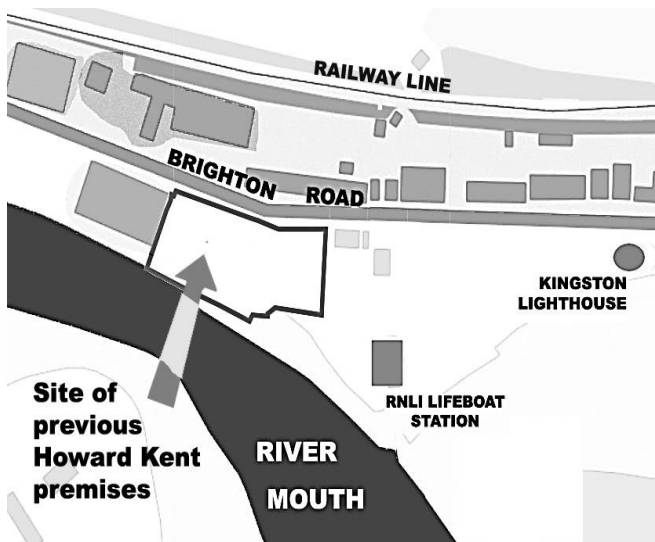 RAILWAY LINE
BRIGHTON ROAD
KINGSTON
LIGHTHOUSE
RNLI LIFEBOAT
STATION
Site of
previous
Howard Kent
premises
RIVER
MOUTH